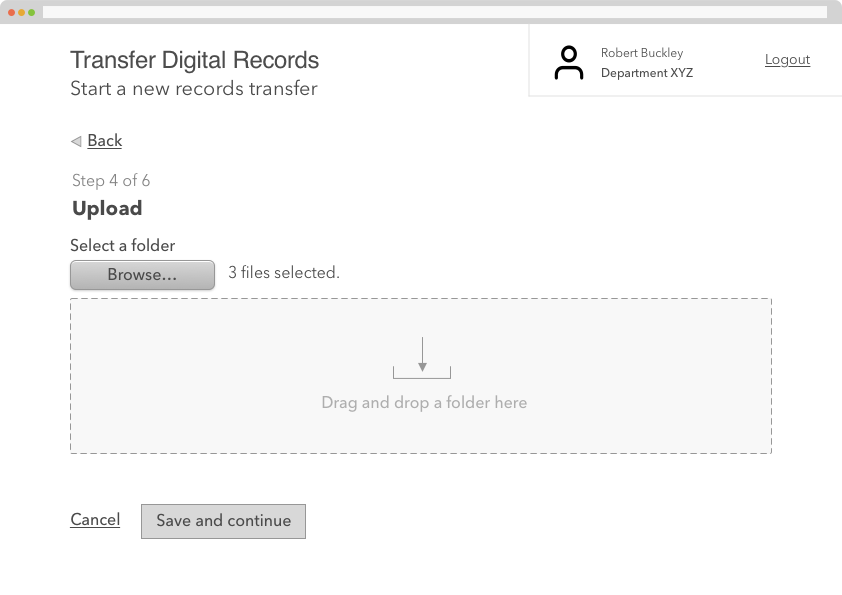 Transfer Digital Records
Start a new records transfer
Robert Buckley
Department XYZ
Logout
Back
Step 4 of 6
Upload
Select a folder
Browse...
3 files selected.
Drag and drop a folder here
Cancel
Save and continue